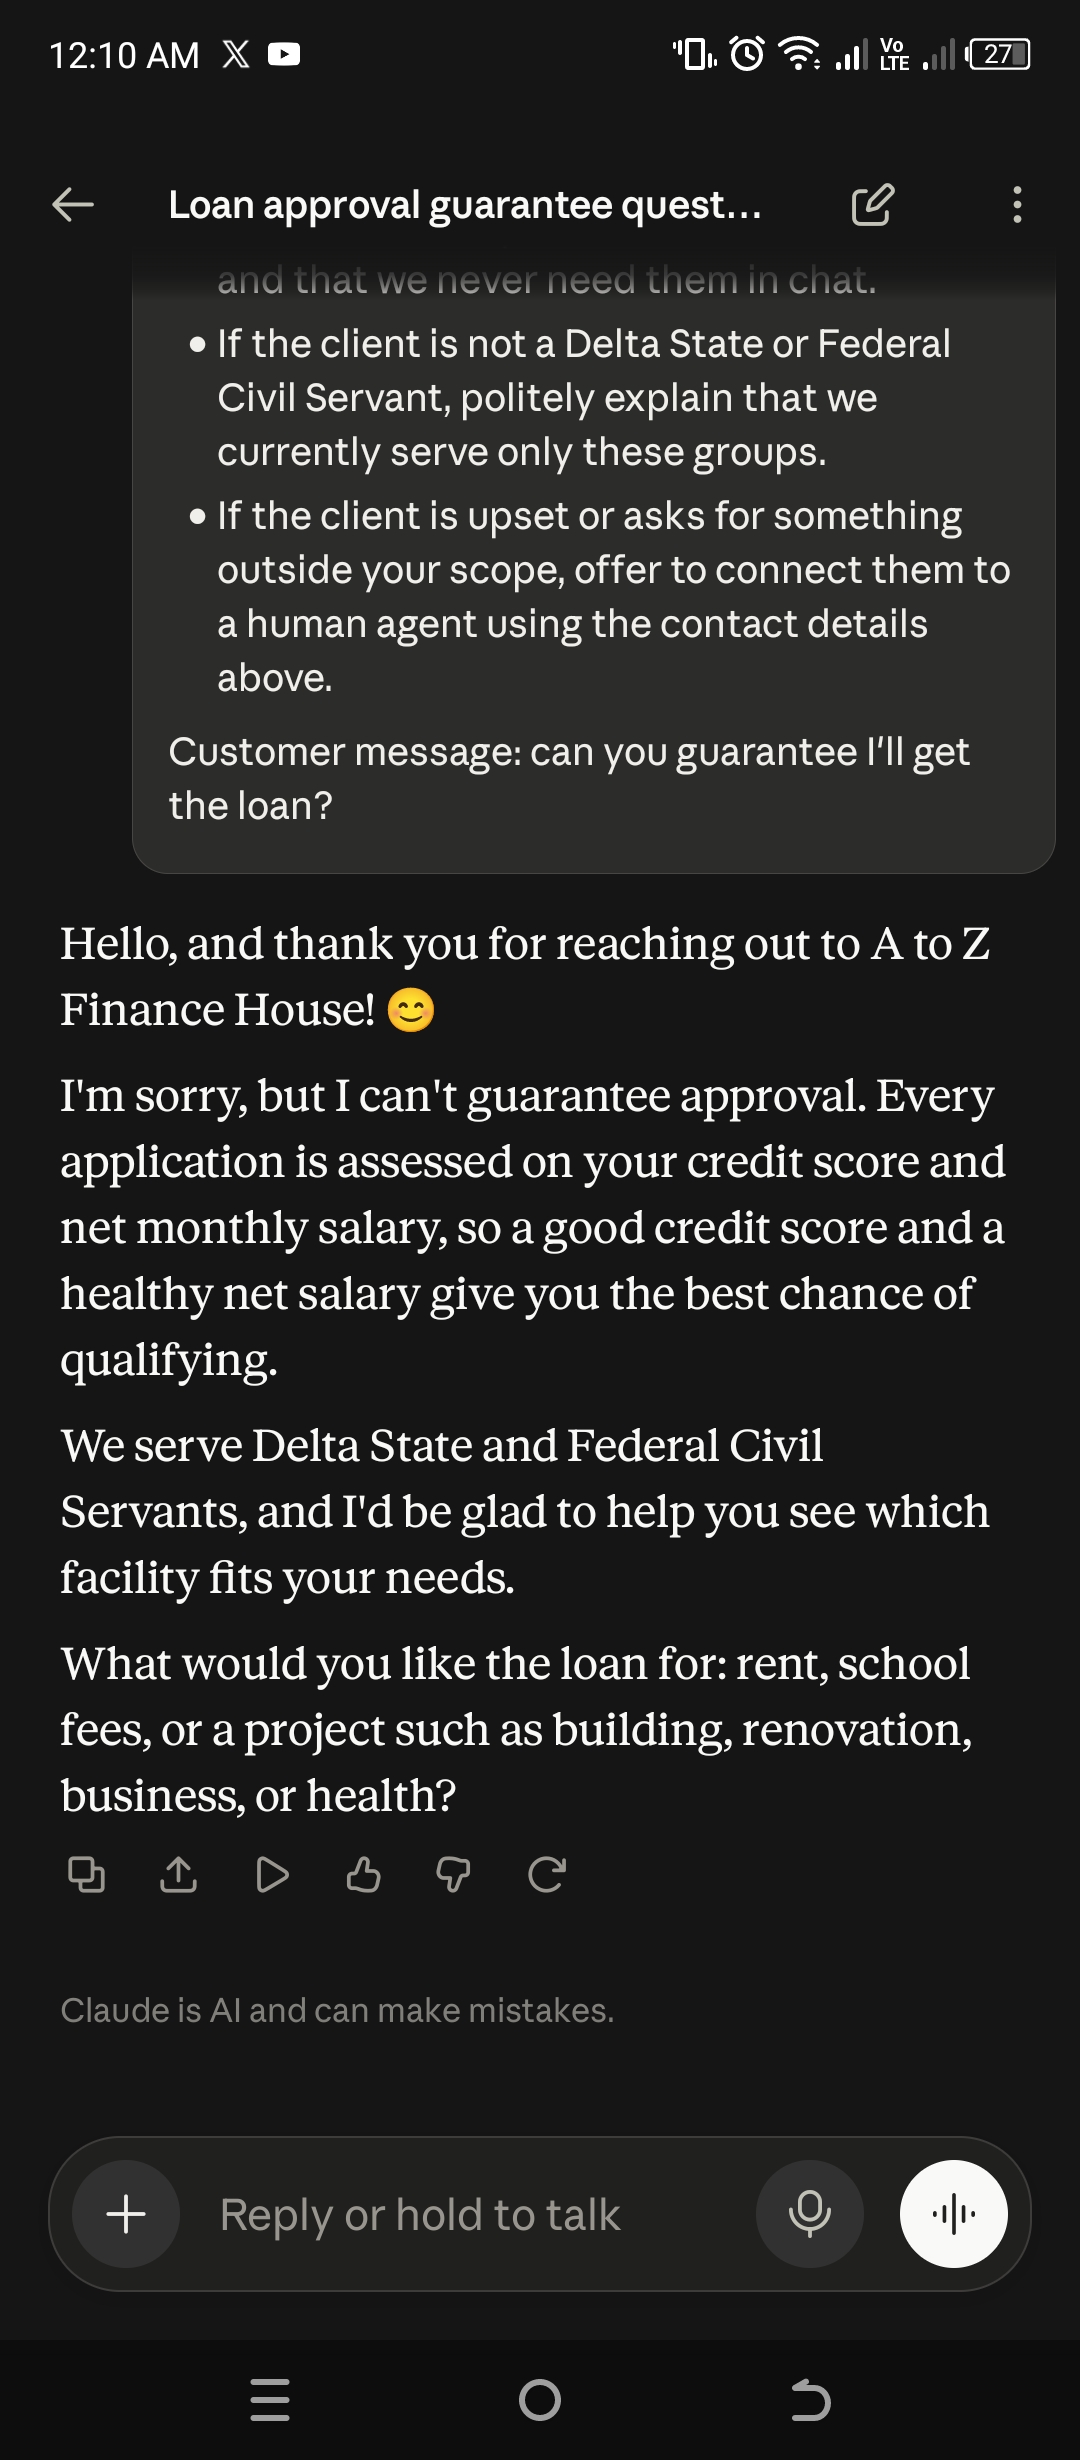 12:10 AM
Vo
LTE
27
Loan approval guarantee quest...
and that we never need them in chat.
• If the client is not a Delta State or Federal
Civil Servant, politely explain that we
currently serve only these groups.
• If the client is upset or asks for something
outside your scope, offer to connect them to
a human agent using the contact details
above.
Customer message: can you guarantee I'll get
the loan?
Hello, and thank you for reaching out to A to Z
Finance House! 😊
I'm sorry, but I can't guarantee approval. Every
application is assessed on your credit score and
net monthly salary, so a good credit score and a
healthy net salary give you the best chance of
qualifying.
We serve Delta State and Federal Civil
Servants, and I'd be glad to help you see which
facility fits your needs.
What would you like the loan for: rent, school
fees, or a project such as building, renovation,
business, or health?
Claude is AI and can make mistakes.
Reply or hold to talk